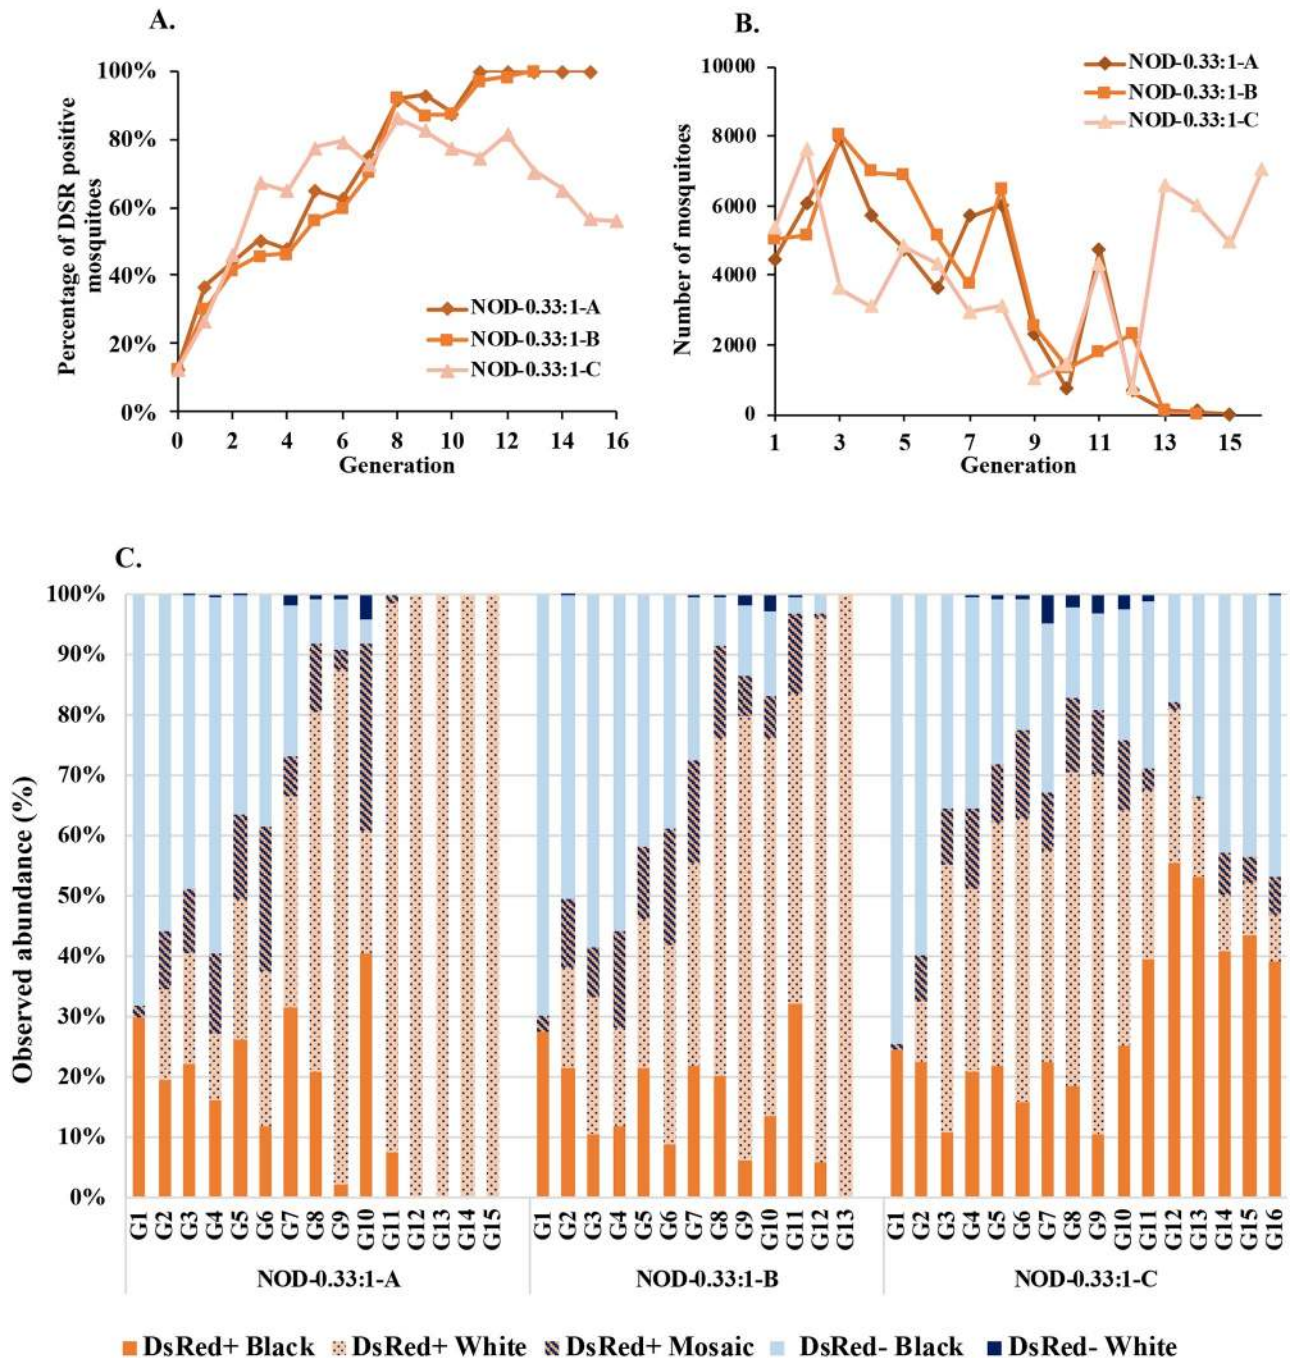 A.
Percentage of DSR positive
mosquitoes
100%
80%
60%
40%
20%
0%
0 2 4 6 8 10 12 14 16
Generation
NOD-0.33:1-A
NOD-0.33:1-B
NOD-0.33:1-C
B.
Number of mosquitoes
10000
8000
6000
4000
2000
0
1 3 5 7 9 11 13 15
Generation
NOD-0.33:1-A
NOD-0.33:1-B
NOD-0.33:1-C
C.
Observed abundance (%)
100%
90%
80%
70%
60%
50%
40%
30%
20%
10%
0%
G1 G2 G3 G4 G5 G6 G7 G8 G9 G10 G11 G12 G13 G14 G15
NOD-0.33:1-A
G1 G2 G3 G4 G5 G6 G7 G8 G9 G10 G11 G12 G13
NOD-0.33:1-B
G1 G2 G3 G4 G5 G6 G7 G8 G9 G10 G11 G12 G13 G14 G15 G16
NOD-0.33:1-C
DsRed+ Black DsRed+ White DsRed+ Mosaic DsRed- Black DsRed- White